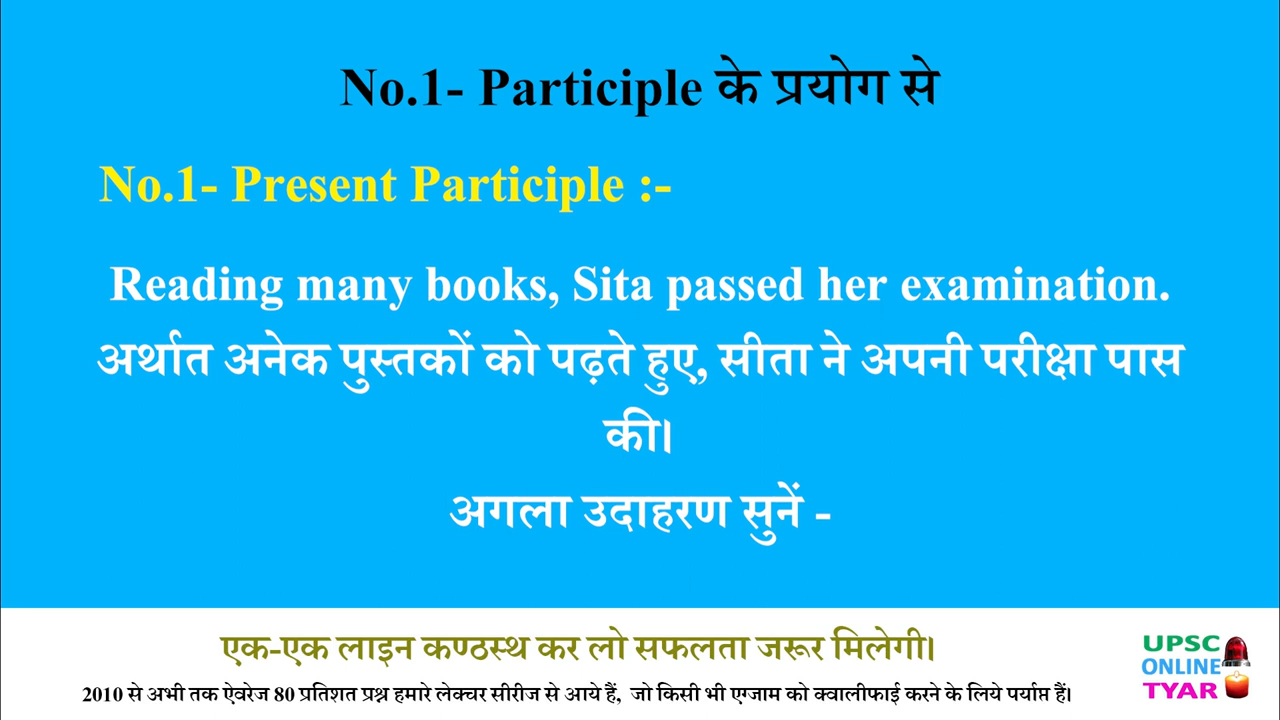 No.1- Participle के प्रयोग से
No.1- Present Participle :-
Reading many books, Sita passed her examination.
अर्थात अनेक पुस्तकों को पढ़ते हुए, सीता ने अपनी परीक्षा पास
की।
अगला उदाहरण सुनें -
एक-एक लाइन कण्ठस्थ कर लो सफलता जरूर मिलेगी।
2010 से अभी तक ऐवरेज 80 प्रतिशत प्रश्न हमारे लेक्चर सीरीज से आये हैं, जो किसी भी एग्जाम को क्वालीफाई करने के लिये पर्याप्त हैं।
UPSC
ONLINE
TYAR